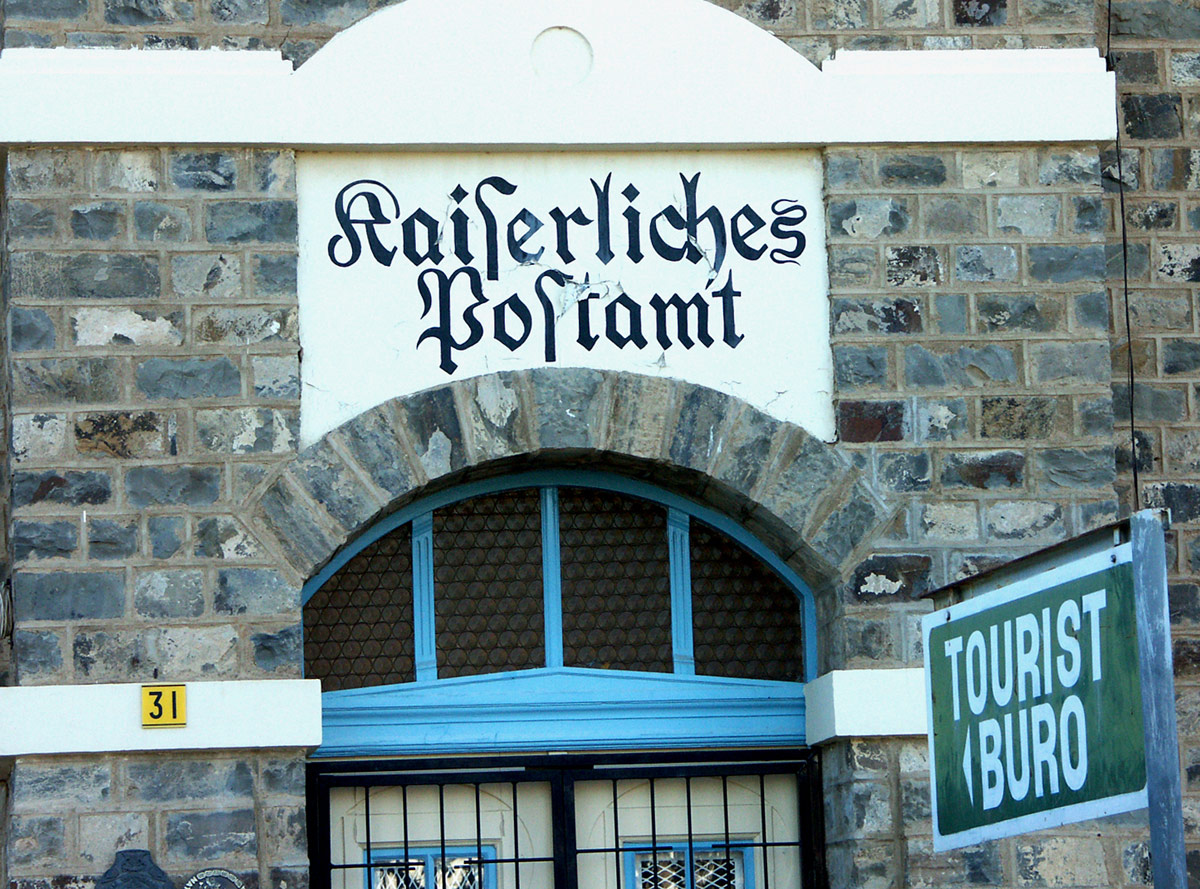 Kaiſerliches
Poſtamt
31
TOURIST
BURO